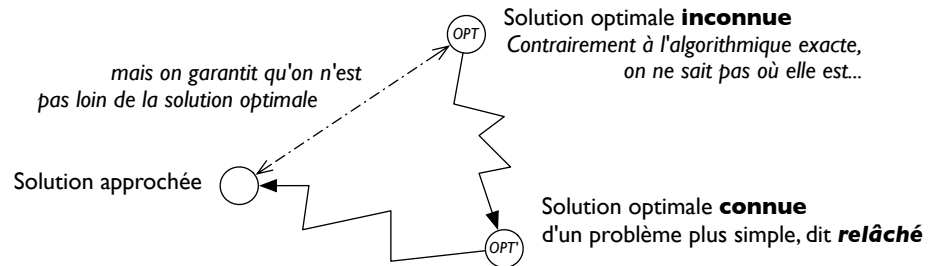 OPT
Solution optimale inconnue
Contrairement à l'algorithmique exacte,
on ne sait pas où elle est...
mais on garantit qu'on n'est
pas loin de la solution optimale
Solution approchée
OPT'
Solution optimale connue
d'un problème plus simple, dit relâché